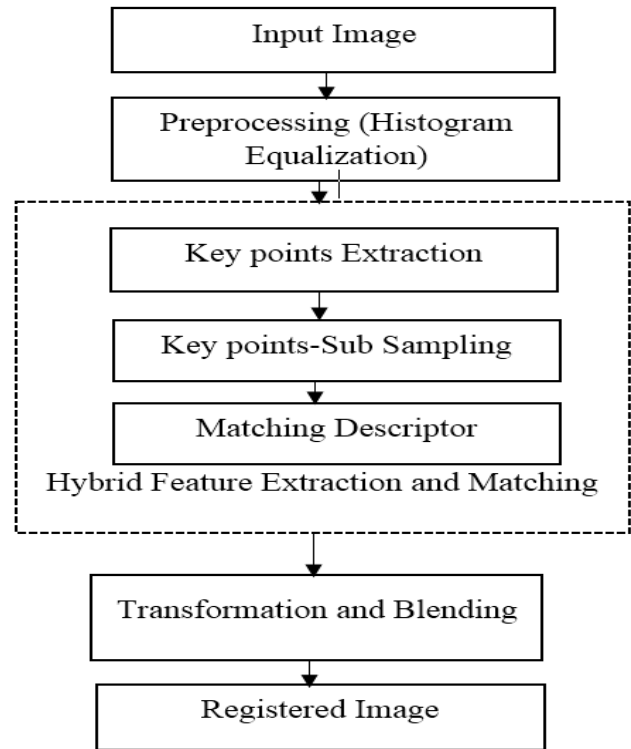 Input Image
Preprocessing (Histogram
Equalization)
Key points Extraction
Key points-Sub Sampling
Matching Descriptor
Hybrid Feature Extraction and Matching
Transformation and Blending
Registered Image